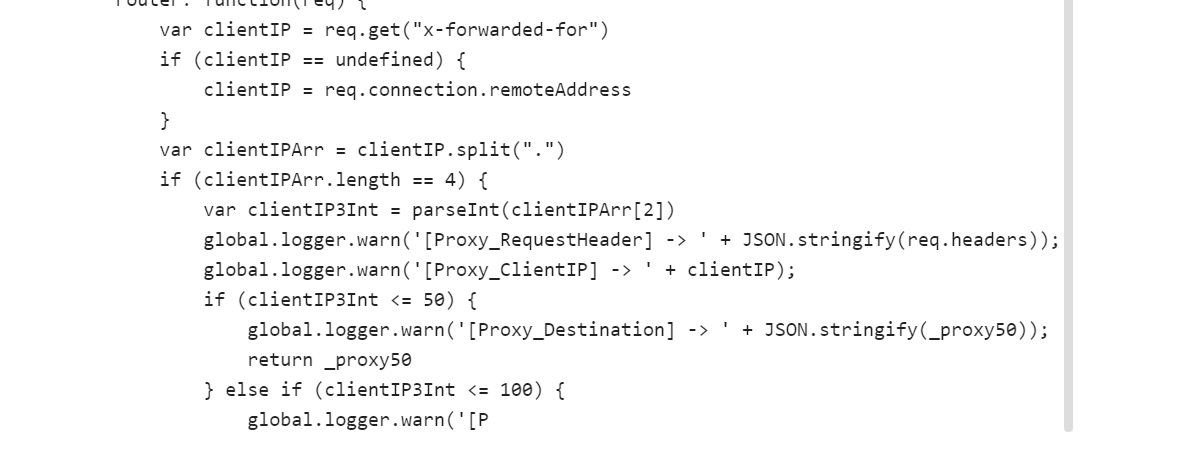 router: function(req) {
var clientIP = req.get("x-forwarded-for")
if (clientIP == undefined) {
clientIP = req.connection.remoteAddress
}
var clientIPArr = clientIP.split(".")
if (clientIPArr.length == 4) {
var clientIP3Int = parseInt(clientIPArr[2])
global.logger.warn('[Proxy_RequestHeader] -> ' + JSON.stringify(req.headers));
global.logger.warn('[Proxy_ClientIP] -> ' + clientIP);
if (clientIP3Int <= 50) {
global.logger.warn('[Proxy_Destination] -> ' + JSON.stringify(_proxy50));
return _proxy50
} else if (clientIP3Int <= 100) {
global.logger.warn('[P